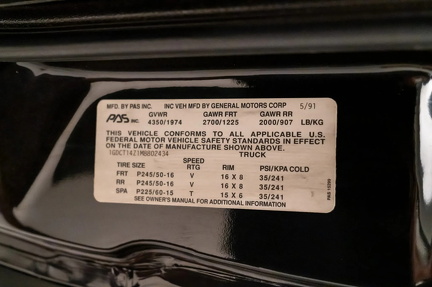 MFD. BY PAS INC. INC VEH MFD BY GENERAL MOTORS CORP 5/91
PAS INC. GVWR GAWR FRT GAWR RR
4350/1974 2700/1225 2000/907 LB/KG
THIS VEHICLE CONFORMS TO ALL APPLICABLE U.S.
FEDERAL MOTOR VEHICLE SAFETY STANDARDS IN EFFECT
ON THE DATE OF MANUFACTURE SHOWN ABOVE.
1GDCT14Z1M8802434 TRUCK
TIRE SIZE SPEED RTG RIM PSI/KPA COLD
FRT P245/50-16 V 16 X 8 35/241
RR P245/50-16 V 16 X 8 35/241
SPA P225/60-15 T 15 X 6 35/241
SEE OWNER'S MANUAL FOR ADDITIONAL INFORMATION